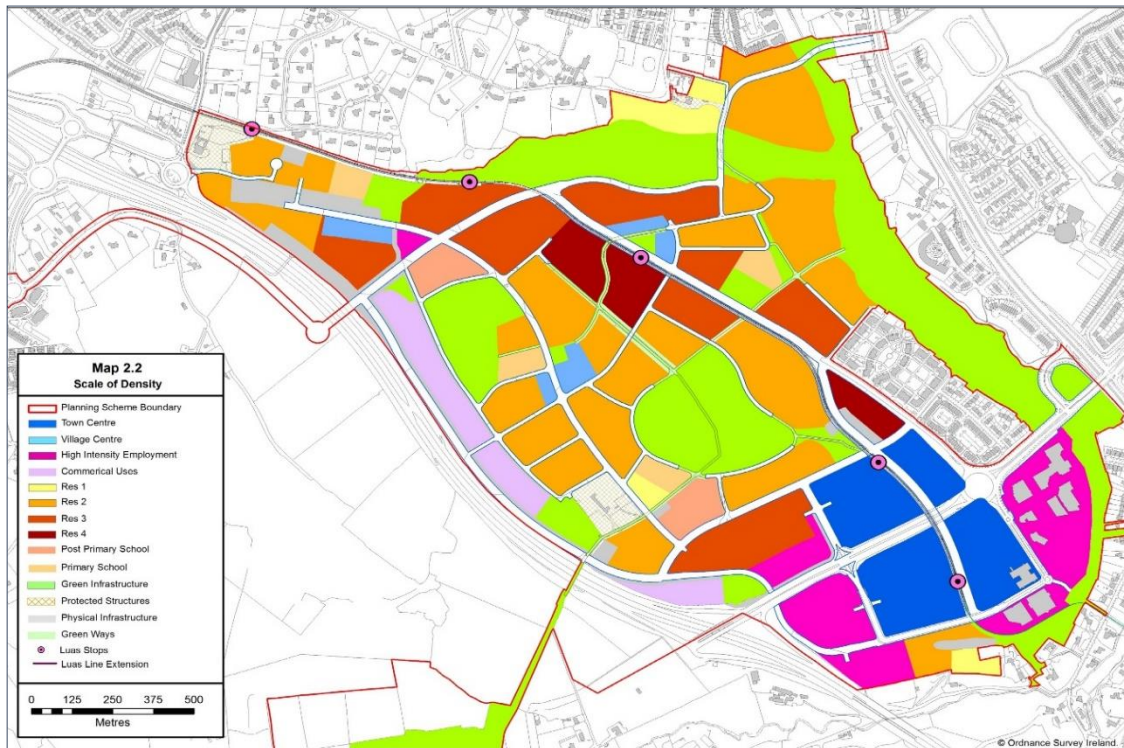 Map 2.2
Scale of Density
Planning Scheme Boundary
Town Centre
Village Centre
High Intensity Employment
Commerical Uses
Res 1
Res 2
Res 3
Res 4
Post Primary School
Primary School
Green Infrastructure
Protected Structures
Physical Infrastructure
Green Ways
Luas Stops
Luas Line Extension
0 125 250 375 500
Metres
© Ordnance Survey Ireland.